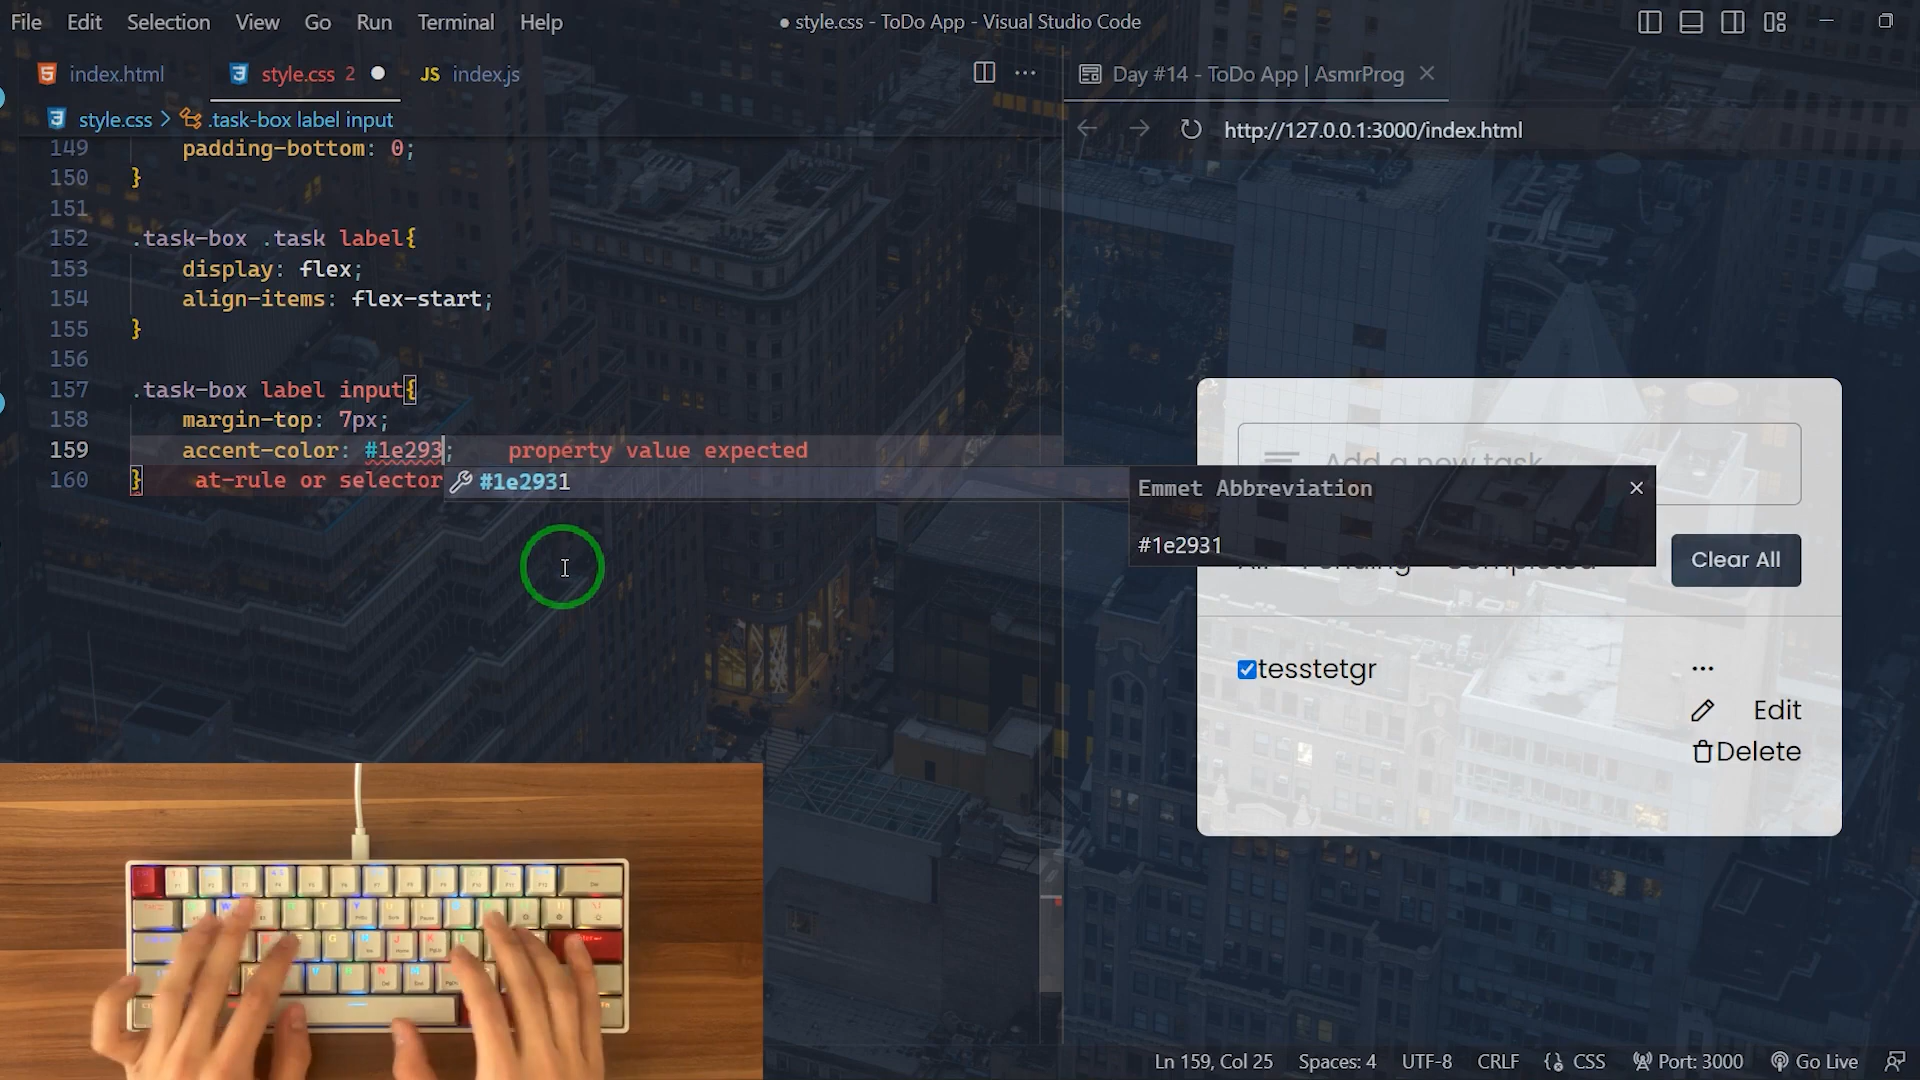 File Edit Selection View Go Run Terminal Help
● style.css - ToDo App - Visual Studio Code
index.html
style.css 2
JS index.js
Day #14 - ToDo App | AsmrProg
style.css > .task-box label input
http://127.0.0.1:3000/index.html
149 padding-bottom: 0;
150 }
151
152 .task-box .task label{
153 display: flex;
154 align-items: flex-start;
155 }
156
157 .task-box label input{
158 margin-top: 7px;
159 accent-color: #1e293; property value expected
160 } at-rule or selector
#1e2931
Emmet Abbreviation
#1e2931
Add a new task
Pending Completed
Clear All
tesstetgr
...
Edit
Delete
Ln 159, Col 25 Spaces: 4 UTF-8 CRLF CSS Port: 3000 Go Live